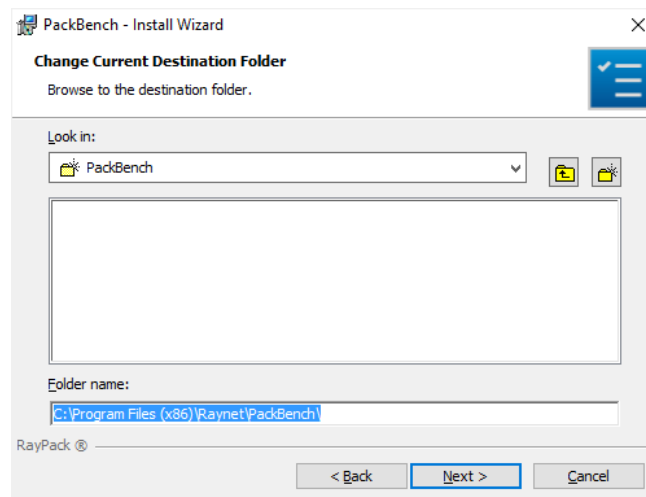 PackBench - Install Wizard
Change Current Destination Folder
Browse to the destination folder.
Look in:
PackBench
Folder name:
C:\Program Files (x86)\Raynet\PackBench\
RayPack ®
< Back Next > Cancel